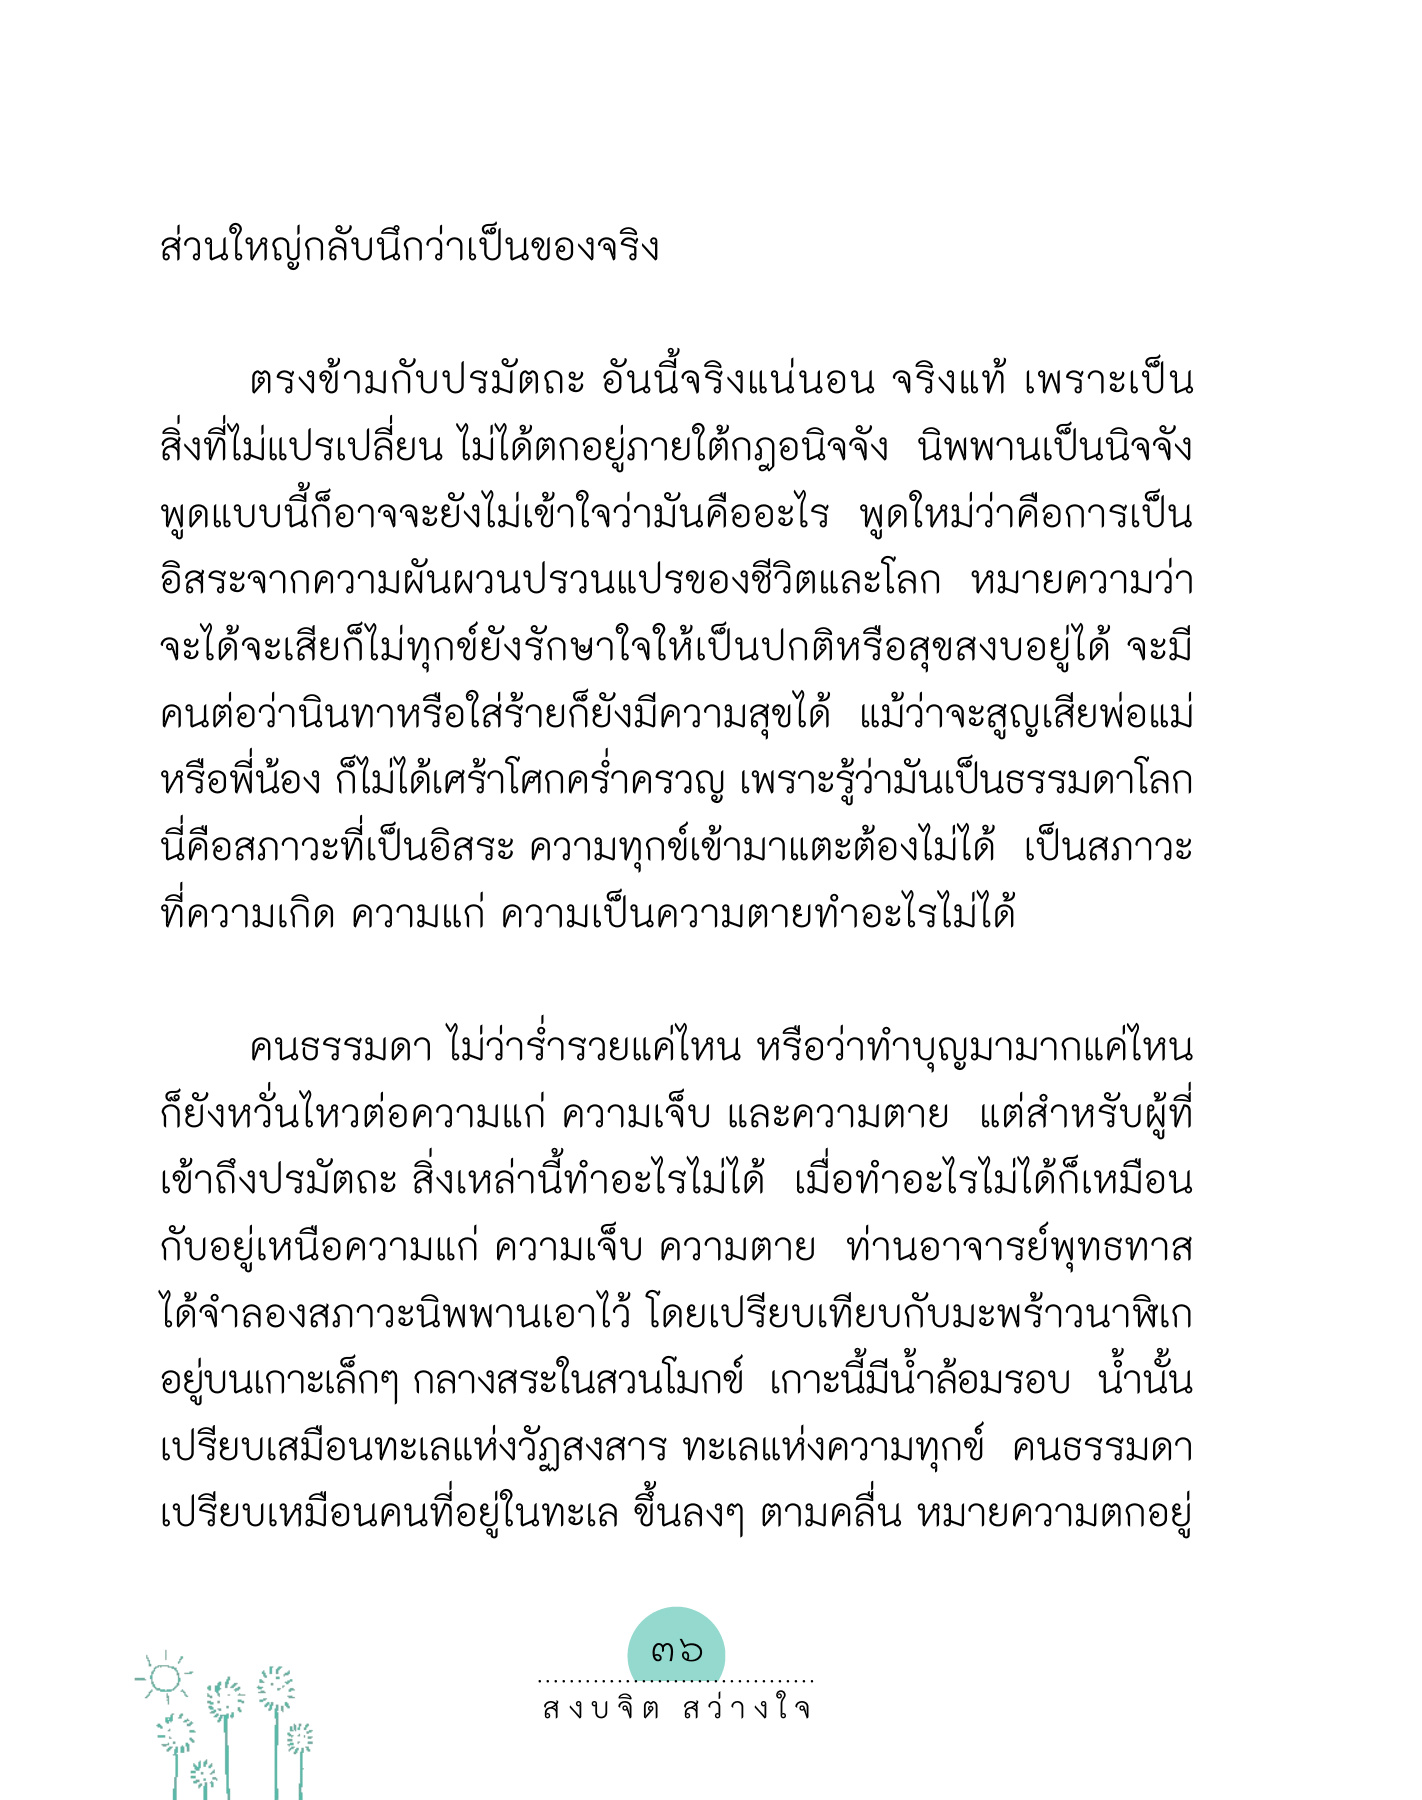 ส่วนใหญ่กลับนึกว่าเป็นของจริง
ตรงข้ามกับปรมัตถะ อันนี้จริงแน่นอน จริงแท้ เพราะเป็น
สิ่งที่ไม่แปรเปลี่ยน ไม่ได้ตกอยู่ภายใต้กฎอนิจจัง นิพพานเป็นนิจจัง
พูดแบบนี้ก็อาจจะยังไม่เข้าใจว่ามันคืออะไร พูดใหม่ว่าคือการเป็น
อิสระจากความผันผวนปรวนแปรของชีวิตและโลก หมายความว่า
จะได้จะเสียก็ไม่ทุกข์ยังรักษาใจให้เป็นปกติหรือสุขสงบอยู่ได้ จะมี
คนต่อว่านินทาหรือใส่ร้ายก็ยังมีความสุขได้ แม้ว่าจะสูญเสียพ่อแม่
หรือพี่น้อง ก็ไม่ได้เศร้าโศกคร่ำครวญ เพราะรู้ว่ามันเป็นธรรมดาโลก
นี่คือสภาวะที่เป็นอิสระ ความทุกข์เข้ามาแตะต้องไม่ได้ เป็นสภาวะ
ที่ความเกิด ความแก่ ความเป็นความตายทำอะไรไม่ได้
คนธรรมดา ไม่ว่าร่ำรวยแค่ไหน หรือว่าทำบุญมามากแค่ไหน
ก็ยังหวั่นไหวต่อความแก่ ความเจ็บ และความตาย แต่สำหรับผู้ที่
เข้าถึงปรมัตถะ สิ่งเหล่านี้ทำอะไรไม่ได้ เมื่อทำอะไรไม่ได้ก็เหมือน
กับอยู่เหนือความแก่ ความเจ็บ ความตาย ท่านอาจารย์พุทธทาส
ได้จำลองสภาวะนิพพานเอาไว้ โดยเปรียบเทียบกับมะพร้าวนาฬิเก
อยู่บนเกาะเล็กๆ กลางสระในสวนโมกข์ เกาะนี้มีน้ำล้อมรอบ น้ำนั้น
เปรียบเสมือนทะเลแห่งวัฏสงสาร ทะเลแห่งความทุกข์ คนธรรมดา
เปรียบเหมือนคนที่อยู่ในทะเล ขึ้นลงๆ ตามคลื่น หมายความตกอยู่
๓๖
สงบจิต สว่างใจ